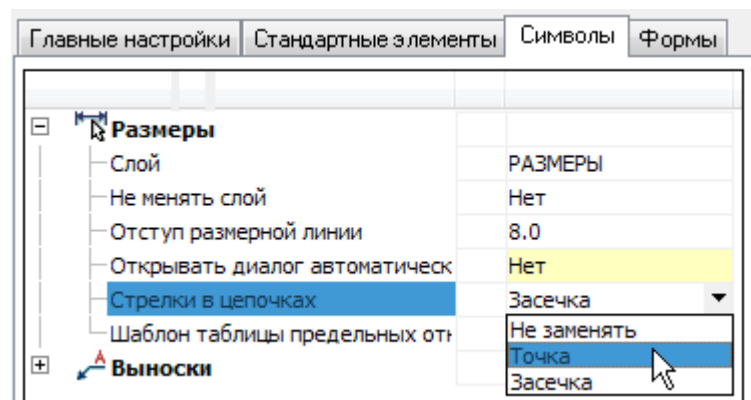 Главные настройки Стандартные элементы Символы Формы
Размеры
Слой РАЗМЕРЫ
Не менять слой Нет
Отступ размерной линии 8.0
Открывать диалог автоматическ Нет
Стрелки в цепочках Засечка
Шаблон таблицы предельных отн Не заменять
Точка
Выноски Засечка